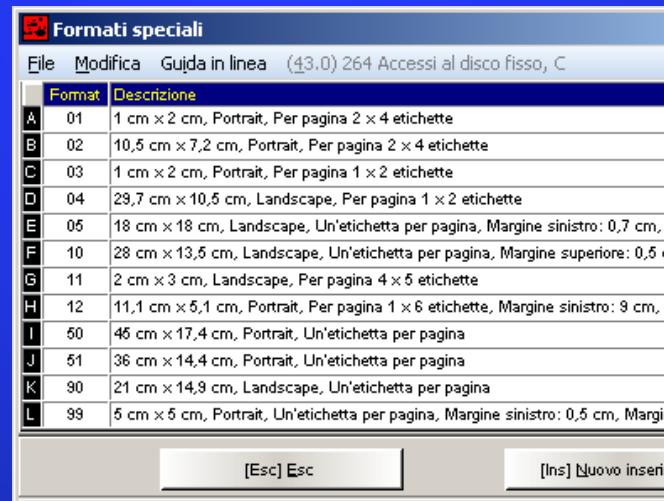 Formati speciali
File Modifica Guida in linea (43.0) 264 Accessi al disco fisso, C
Format Descrizione
A 01 1 cm × 2 cm, Portrait, Per pagina 2 × 4 etichette
B 02 10,5 cm × 7,2 cm, Portrait, Per pagina 2 × 4 etichette
C 03 1 cm × 2 cm, Portrait, Per pagina 1 × 2 etichette
D 04 29,7 cm × 10,5 cm, Landscape, Per pagina 1 × 2 etichette
E 05 18 cm × 18 cm, Landscape, Un'etichetta per pagina, Margine sinistro: 0,7 cm,
F 10 28 cm × 13,5 cm, Landscape, Un'etichetta per pagina, Margine superiore: 0,5
G 11 2 cm × 3 cm, Landscape, Per pagina 4 × 5 etichette
H 12 11,1 cm × 5,1 cm, Portrait, Per pagina 1 × 6 etichette, Margine sinistro: 9 cm,
I 50 45 cm × 17,4 cm, Portrait, Un'etichetta per pagina
J 51 36 cm × 14,4 cm, Portrait, Un'etichetta per pagina
K 90 21 cm × 14,9 cm, Landscape, Un'etichetta per pagina
L 99 5 cm × 5 cm, Portrait, Un'etichetta per pagina, Margine sinistro: 0,5 cm, Margi
[Esc] Esc [Ins] Nuovo inseri